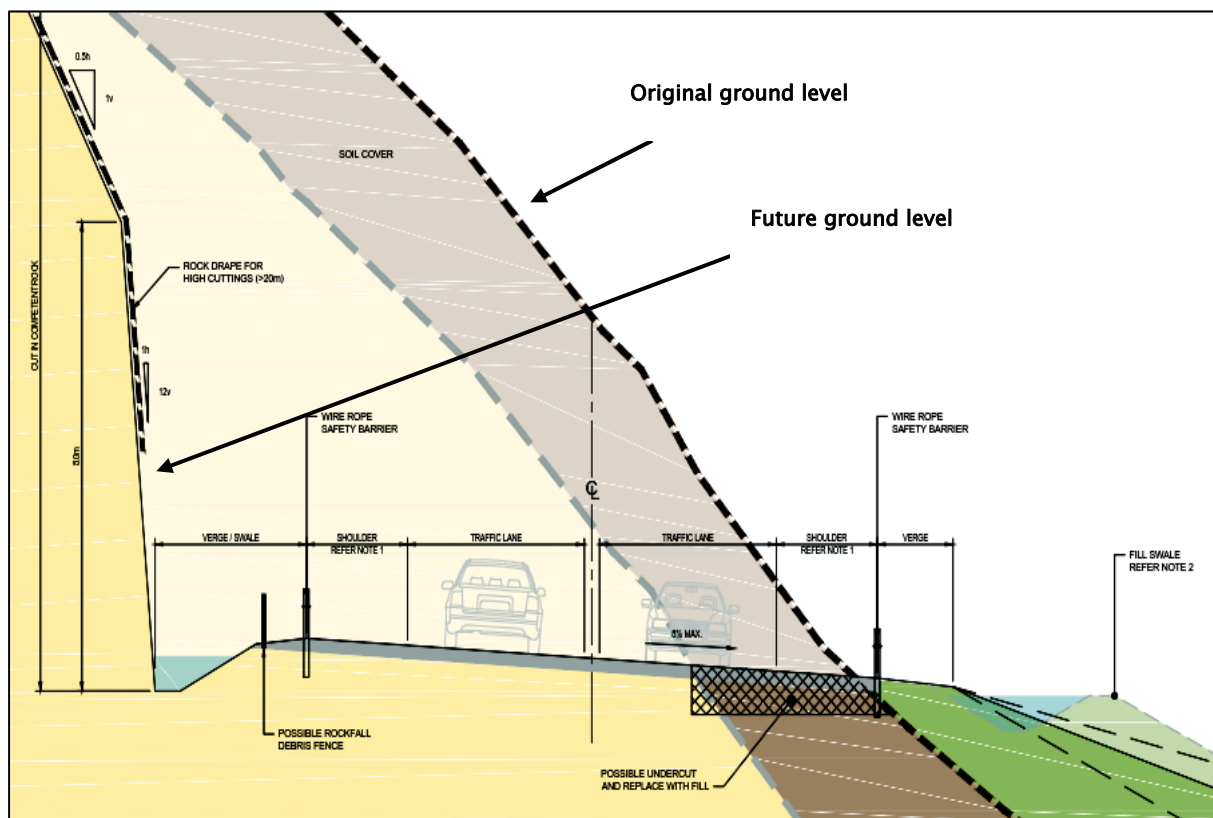 0.5h
1v
Original ground level
SOIL COVER
Future ground level
ROCK DRAPE FOR
HIGH CUTTINGS (>20m)
CUT IN COMPETENT ROCK
1h
12v
WIRE ROPE
SAFETY BARRIER
WIRE ROPE
SAFETY BARRIER
8.0m
CL
VERGE / SWALE
SHOULDER
REFER NOTE 1
TRAFFIC LANE
TRAFFIC LANE
SHOULDER
REFER NOTE 1
VERGE
FILL SWALE
REFER NOTE 2
MAX.
POSSIBLE ROCKFALL
DEBRIS FENCE
POSSIBLE UNDERCUT
AND REPLACE WITH FILL